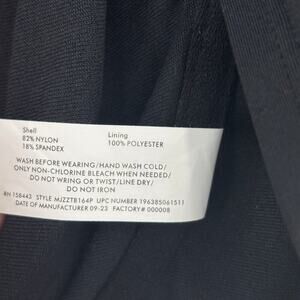 Shell Lining
82% NYLON 100% POLYESTER
18% SPANDEX
WASH BEFORE WEARING/HAND WASH COLD/
ONLY NON-CHLORINE BLEACH WHEN NEEDED/
DO NOT WRING OR TWIST/LINE DRY/
DO NOT IRON
RN 158443 STYLE MJZZTB164P UPC NUMBER 196385061511
DATE OF MANUFACTURER 09-23 FACTORY# 000008